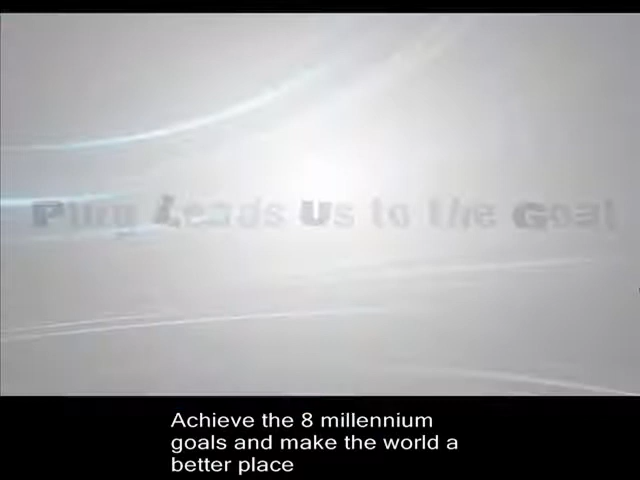 Leads Us to the Goal
Achieve the 8 millennium
goals and make the world a
better place